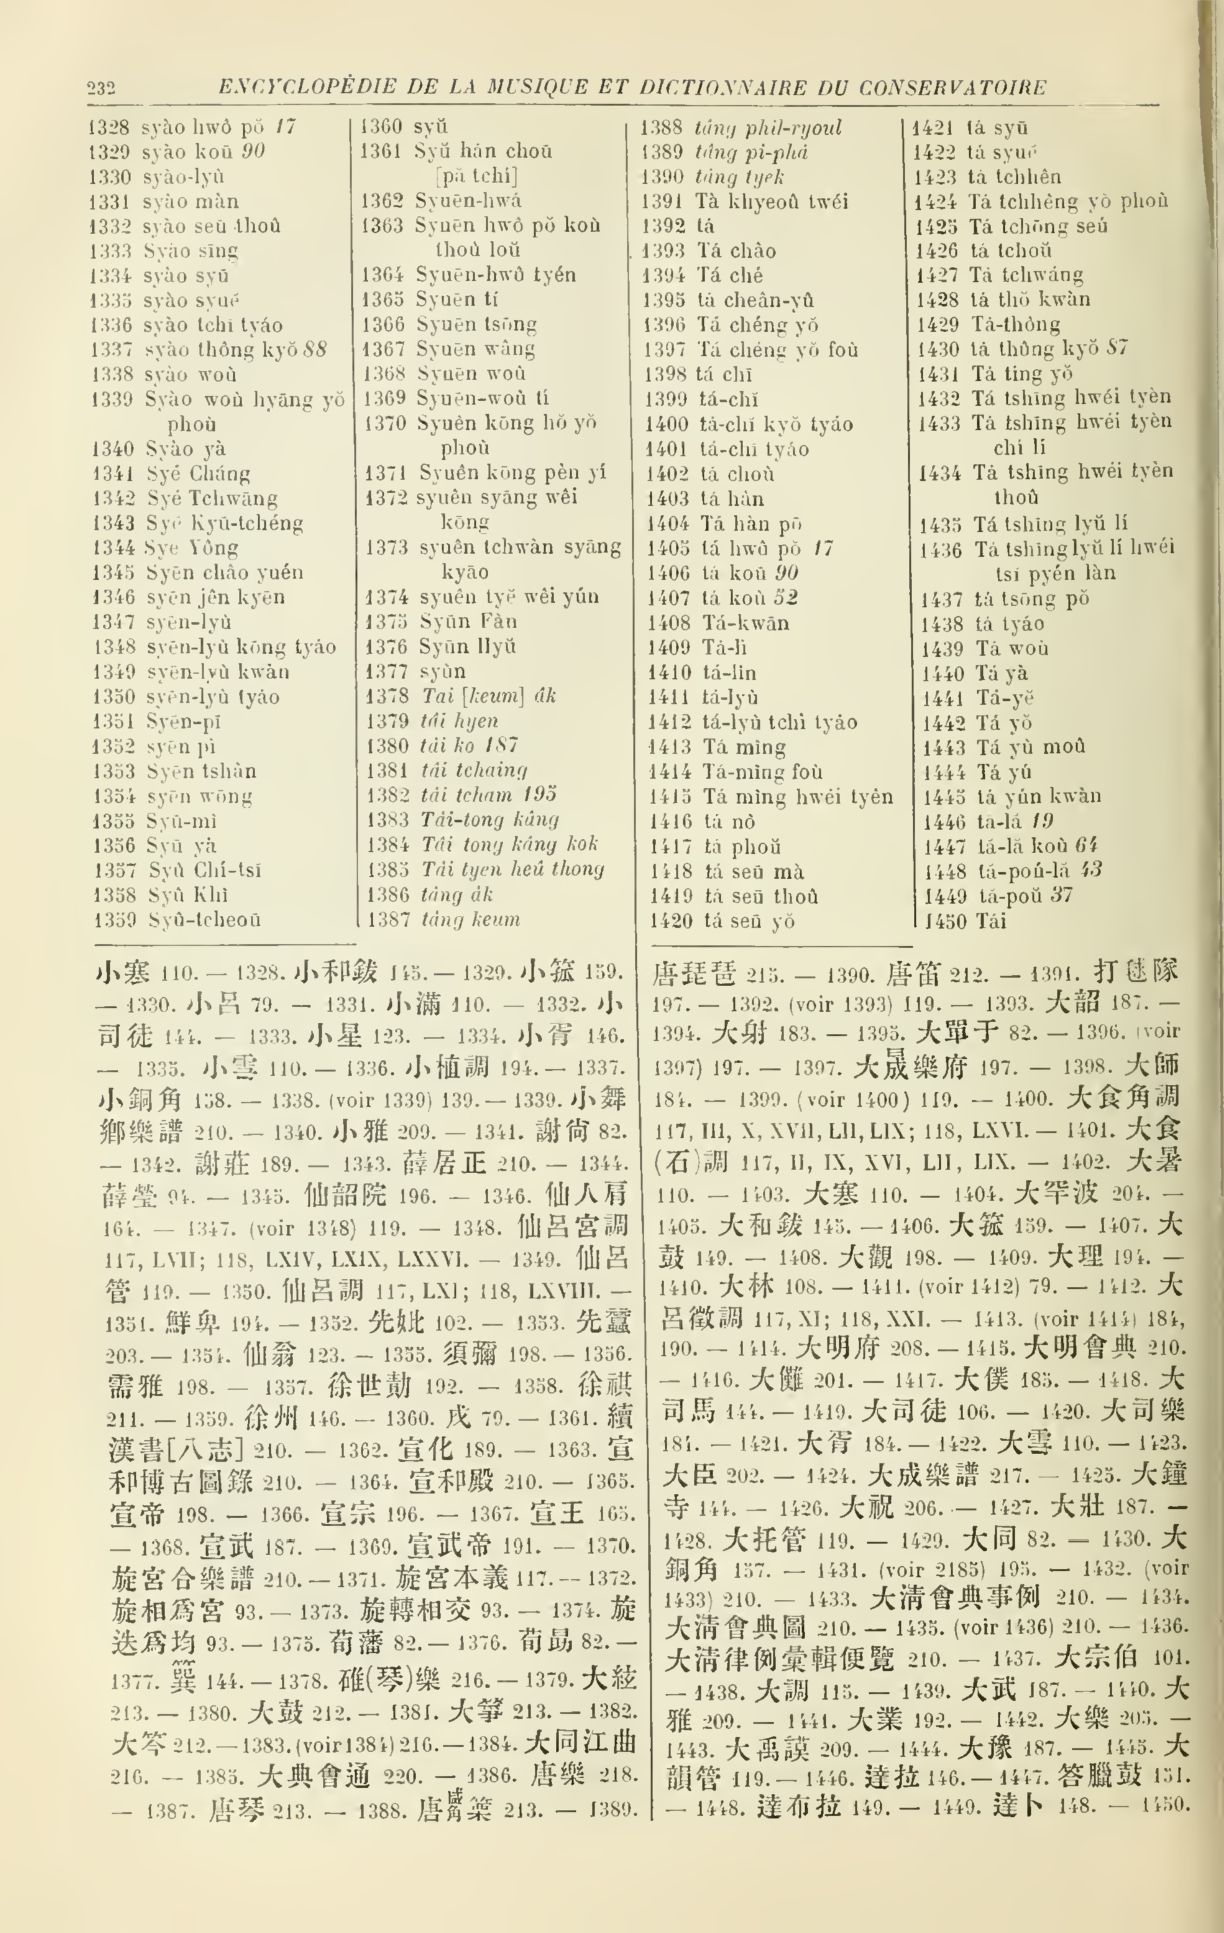 232 ENCYCLOPÉDIE DE LA MUSIQUE ET DICTIONNAIRE DU CONSERVATOIRE
1328 syào hwô pŏ 17
1329 syào koū 90
1330 syào-lyù
1331 syào màn
1332 syào seū thoû
1333 Syào sīng
1334 syào syū
1335 syào syuĕ
1336 syào tchĭ tyáo
1337 syào thông kyŏ 88
1338 syào woù
1339 Syào woù hyāng yŏ
phoù
1340 Syào yà
1341 Syé Cháng
1342 Syé Tchwāng
1343 Syĕ Kyū-tchéng
1344 Sye Yông
1345 Syēn châo yuén
1346 syēn jên kyēn
1347 syēn-lyù
1348 syēn-lyù kōng tyáo
1349 syēn-lyù kwàn
1350 syēn-lyù tyáo
1351 Syēn-pī
1352 syēn pì
1353 Syēn tshàn
1354 syēn wōng
1355 Syū-mì
1356 Syū yà
1357 Syû Chí-tsĭ
1358 Syû Khî
1359 Syû-tcheoū
1360 syŭ
1361 Syŭ hán choū
[pă tchí]
1362 Syuēn-hwá
1363 Syuēn hwô pŏ koù
thoû loŭ
1364 Syuēn-hwô tyén
1365 Syuēn tí
1366 Syuēn tsōng
1367 Syuēn wâng
1368 Syuēn woù
1369 Syuēn-woù tí
1370 Syuên kōng hŏ yŏ
phoù
1371 Syuên kōng pèn yí
1372 syuên syāng wêi
kōng
1373 syuên tchwàn syāng
kyāo
1374 syuên tyĕ wêi yún
1375 Syûn Fàn
1376 Syûn Hyŭ
1377 syùn
1378 Tai [keum] åk
1379 tåi hyen
1380 tåi ko 187
1381 tåi tchaing
1382 tåi tcham 195
1383 Tåi-tong káng
1384 Tåi tong káng kok
1385 Tåi tyen heú thong
1386 táng åk
1387 táng keum
1388 táng phil-ryoul
1389 táng pi-phá
1390 táng tyek
1391 Tà khyeoû twéi
1392 tá
1393 Tá châo
1394 Tá ché
1395 tá cheân-yû
1396 Tá chéng yŏ
1397 Tá chéng yŏ foù
1398 tá chī
1399 tá-chĭ
1400 tá-chĭ kyŏ tyáo
1401 tá-chĭ tyáo
1402 tá choù
1403 tá hàn
1404 Tá hàn pō
1405 tá hwô pŏ 17
1406 tá koū 90
1407 tá koù 52
1408 Tá-kwān
1409 Tá-lì
1410 tá-lin
1411 tá-lyù
1412 tá-lyù tchì tyáo
1413 Tá mìng
1414 Tá-mìng foù
1415 Tá mìng hwéi tyên
1416 tá nò
1417 tá phoŭ
1418 tá seū mà
1419 tá seū thoû
1420 tá seū yŏ
1421 tá syū
1422 tá syuĕ
1423 tá tchhên
1424 Tá tchhêng yŏ phoù
1425 Tá tchōng seú
1426 tá tchoŭ
1427 Tá tchwáng
1428 tá thŏ kwàn
1429 Tá-thông
1430 tá thûng kyŏ 87
1431 Tá ting yŏ
1432 Tá tshīng hwéi tyèn
1433 Tá tshīng hwéi tyèn
chí lí
1434 Tá tshīng hwéi tyèn
thoû
1435 Tá tshīng lyŭ lí
1436 Tá tshīng lyŭ lí hwéi
tsĭ pyén làn
1437 tá tsōng pŏ
1438 tá tyáo
1439 Tá woù
1440 Tá yà
1441 Tá-yĕ
1442 Tá yŏ
1443 Tá yù moû
1444 Tá yú
1445 tá yún kwàn
1446 tă-lá 19
1447 tá-lă koù 64
1448 tá-poú-lă 43
1449 tá-poŭ 37
1450 Tái
小寒 110. — 1328. 小和鈸 145. — 1329. 小箛 159.
— 1330. 小呂 79. — 1331. 小滿 110. — 1332. 小
司徒 144. — 1333. 小星 123. — 1334. 小胥 146.
— 1335. 小雪 110. — 1336. 小植調 194. — 1337.
小銅角 158. — 1338. (voir 1339) 139. — 1339. 小舞
鄉樂譜 210. — 1340. 小雅 209. — 1341. 謝尙 82.
— 1342. 謝莊 189. — 1343. 薛居正 210. — 1344.
薛瑩 94. — 1345. 仙韶院 196. — 1346. 仙人肩
164. — 1347. (voir 1348) 119. — 1348. 仙呂宮調
117, LVII; 118, LXIV, LXIX, LXXVI. — 1349. 仙呂
管 119. — 1350. 仙呂調 117, LXI; 118, LXVIII. —
1351. 鮮卑 194. — 1352. 先妣 102. — 1353. 先蠶
203. — 1354. 仙翁 123. — 1355. 須彌 198. — 1356.
需雅 198. — 1357. 徐世勣 192. — 1358. 徐祺
211. — 1359. 徐州 146. — 1360. 戌 79. — 1361. 續
漢書[八志] 210. — 1362. 宣化 189. — 1363. 宣
和博古圖錄 210. — 1364. 宣和殿 210. — 1365.
宣帝 198. — 1366. 宣宗 196. — 1367. 宣王 165.
— 1368. 宣武 187. — 1369. 宣武帝 191. — 1370.
旋宮合樂譜 210. — 1371. 旋宮本義 117. — 1372.
旋相爲宮 93. — 1373. 旋轉相交 93. — 1374. 旋
迭爲均 93. — 1375. 荀藩 82. — 1376. 荀勗 82. —
1377. 簨 144. — 1378. 碓(琴)樂 216. — 1379. 大絃
213. — 1380. 大鼓 212. — 1381. 大箏 213. — 1382.
大笒 212. — 1383. (voir 1384) 216. — 1384. 大同江曲
216. — 1385. 大典會通 220. — 1386. 唐樂 218.
— 1387. 唐琴 213. — 1388. 唐觱篥 213. — 1389.
唐琵琶 215. — 1390. 唐笛 212. — 1391. 打毬隊
197. — 1392. (voir 1393) 119. — 1393. 大韶 187. —
1394. 大射 183. — 1395. 大單于 82. — 1396. (voir
1397) 197. — 1397. 大晟樂府 197. — 1398. 大師
184. — 1399. (voir 1400) 119. — 1400. 大食角調
117, III, X, XVII, LII, LIX; 118, LXVI. — 1401. 大食
(石)調 117, II, IX, XVI, LII, LIX. — 1402. 大暑
110. — 1403. 大寒 110. — 1404. 大罕波 204. —
1405. 大和鈸 145. — 1406. 大箛 159. — 1407. 大
鼓 149. — 1408. 大觀 198. — 1409. 大理 194. —
1410. 大林 108. — 1411. (voir 1412) 79. — 1412. 大
呂徵調 117, XI; 118, XXI. — 1413. (voir 1414) 184,
190. — 1414. 大明府 208. — 1415. 大明會典 210.
— 1416. 大儺 201. — 1417. 大僕 185. — 1418. 大
司馬 144. — 1419. 大司徒 106. — 1420. 大司樂
184. — 1421. 大胥 184. — 1422. 大雪 110. — 1423.
大臣 202. — 1424. 大成樂譜 217. — 1425. 大鐘
寺 144. — 1426. 大祝 206. — 1427. 大壯 187. —
1428. 大托管 119. — 1429. 大同 82. — 1430. 大
銅角 157. — 1431. (voir 2185) 195. — 1432. (voir
1433) 210. — 1433. 大淸會典事例 210. — 1434.
大淸會典圖 210. — 1435. (voir 1436) 210. — 1436.
大淸律例彙輯便覽 210. — 1437. 大宗伯 101.
— 1438. 大調 115. — 1439. 大武 187. — 1440. 大
雅 209. — 1441. 大業 192. — 1442. 大樂 205. —
1443. 大禹謨 209. — 1444. 大豫 187. — 1445. 大
韻管 119. — 1446. 達拉 146. — 1447. 答臘鼓 151.
— 1448. 達布拉 149. — 1449. 達卜 148. — 1450.